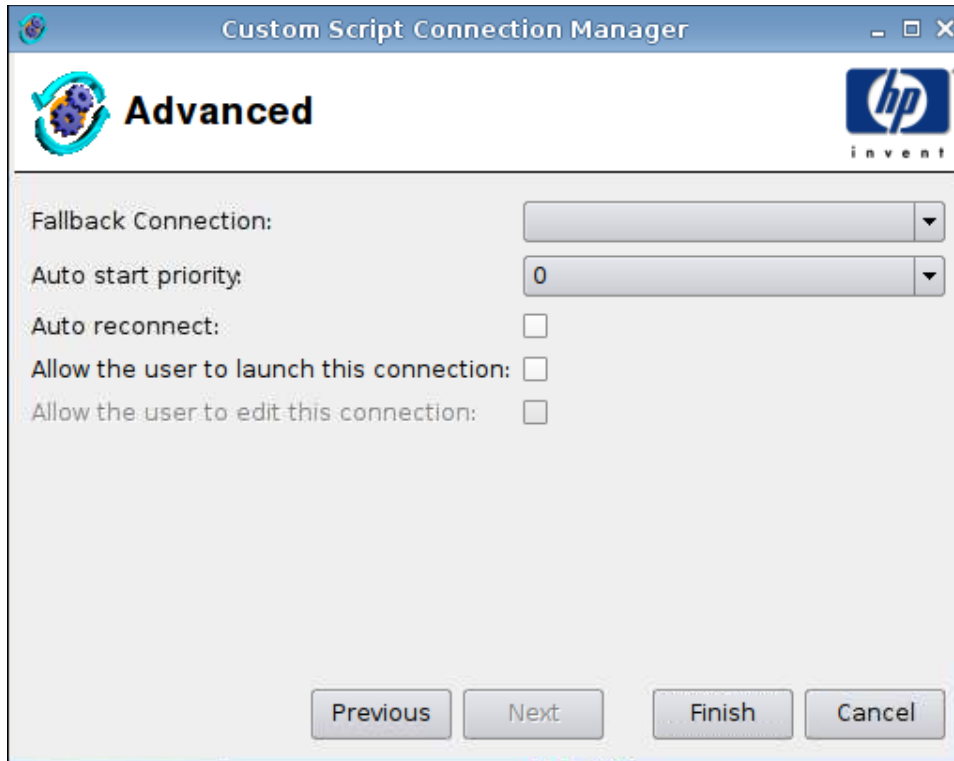 Custom Script Connection Manager
Advanced
hp
invent
Fallback Connection:
Auto start priority:
0
Auto reconnect:
Allow the user to launch this connection:
Allow the user to edit this connection:
Previous
Next
Finish
Cancel